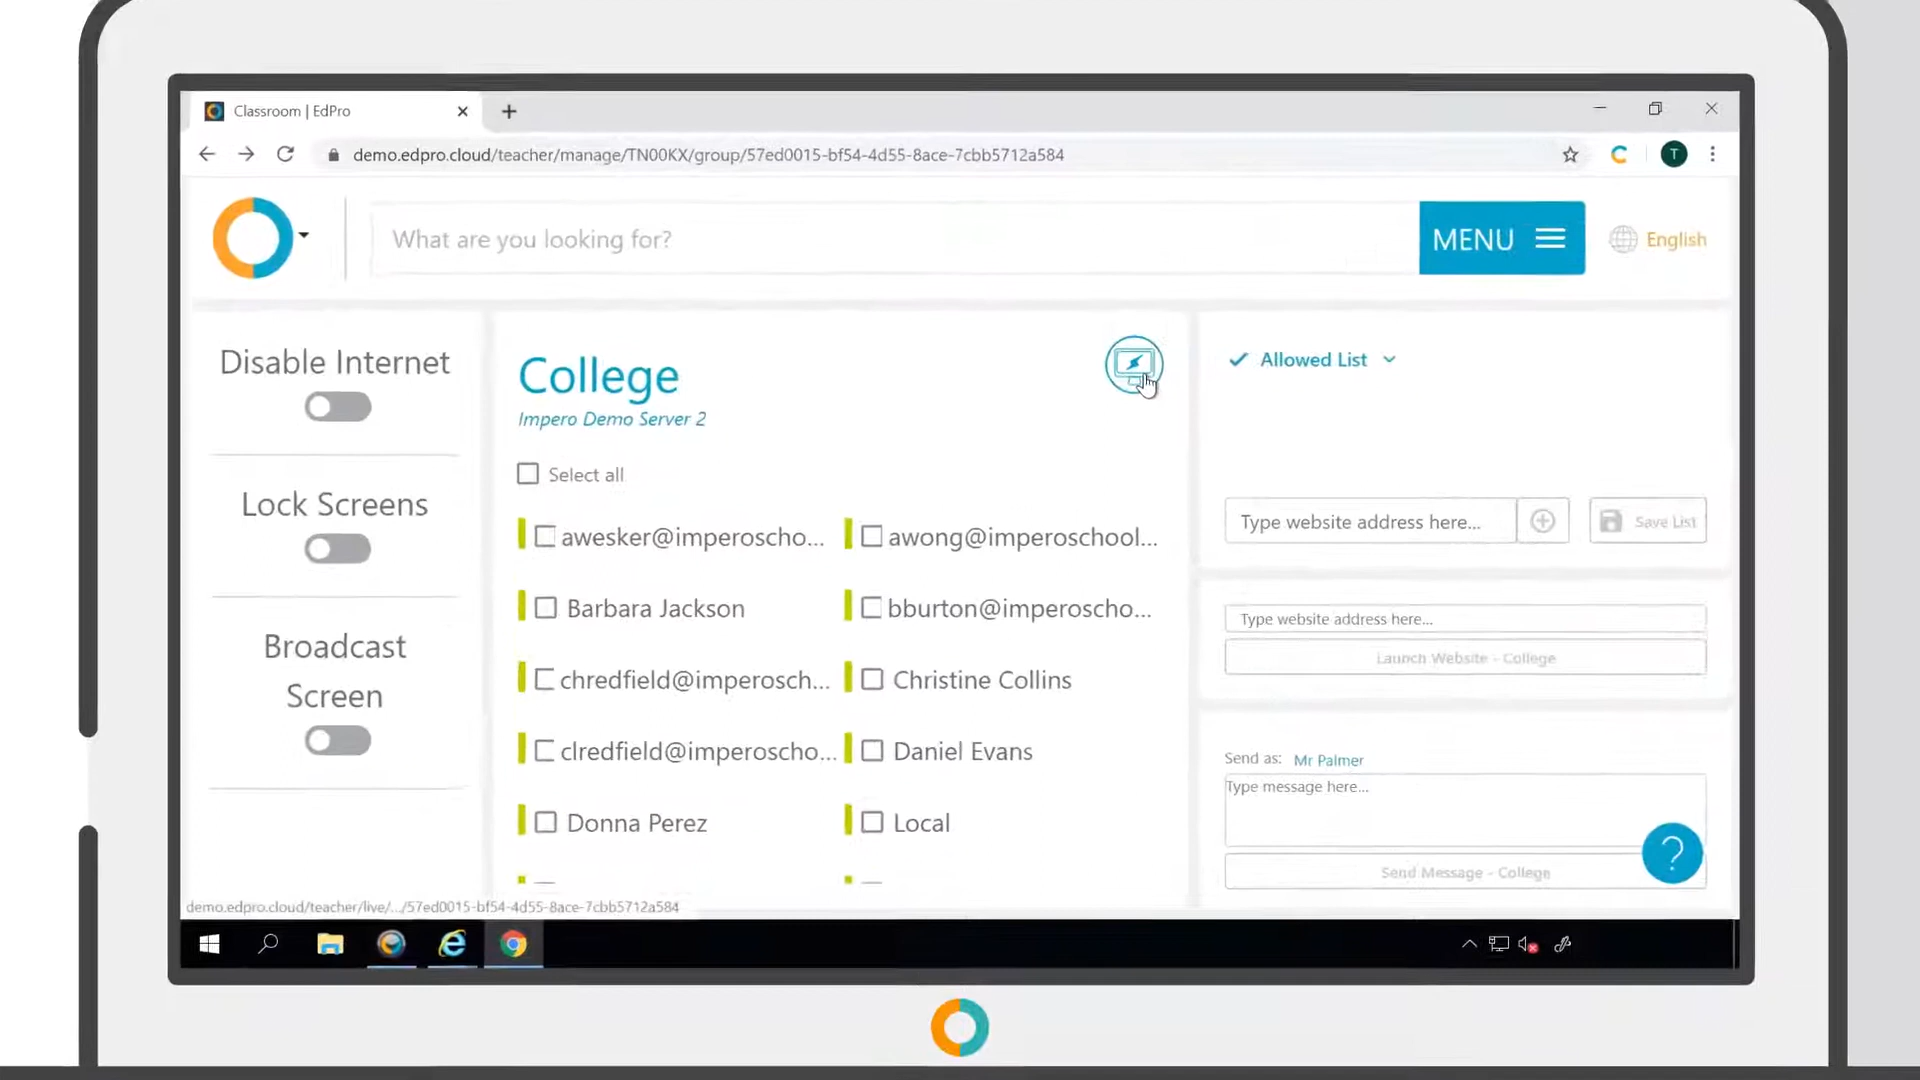 Classroom | EdPro
demo.edpro.cloud/teacher/manage/TN00KX/group/57ed0015-bf54-4d55-8ace-7cbb5712a584
T
What are you looking for?
MENU
English
Disable Internet
Lock Screens
Broadcast
Screen
College
Impero Demo Server 2
Select all
awesker@imperoscho...
awong@imperoschool...
Barbara Jackson
bburton@imperoscho...
chredfield@imperosch...
Christine Collins
clredfield@imperoscho...
Daniel Evans
Donna Perez
Local
Allowed List
Type website address here...
Save List
Type website address here...
Launch Website - College
Send as: Mr Palmer
Type message here...
Send Message - College
?
demo.edpro.cloud/teacher/live/.../57ed0015-bf54-4d55-8ace-7cbb5712a584